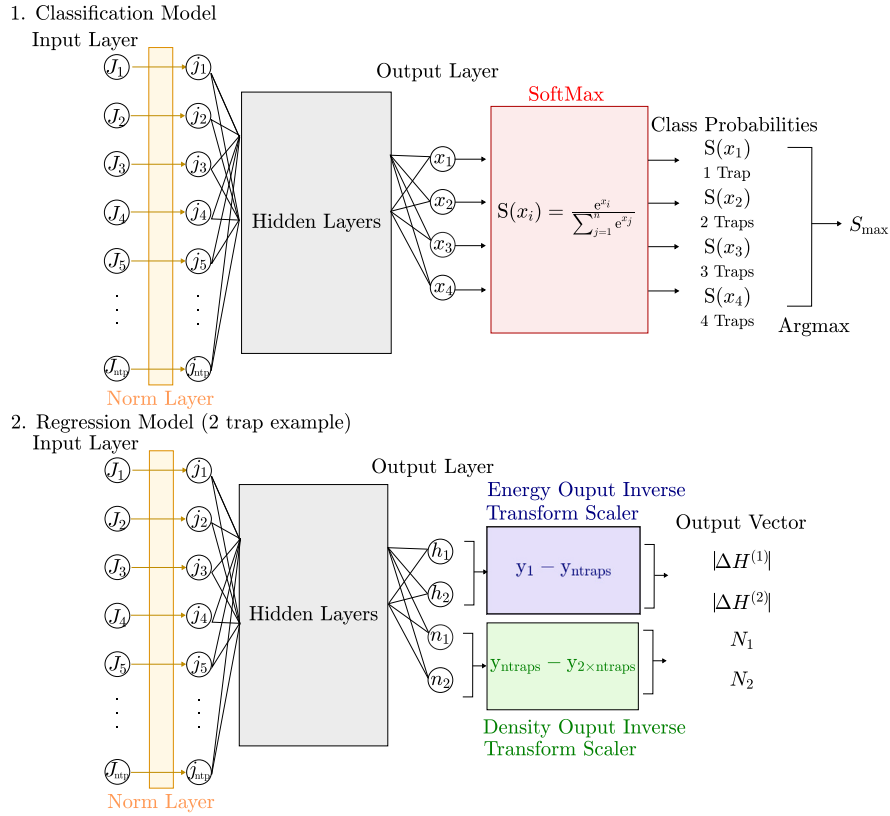 1. Classification Model
Input Layer
J₁
J₂
J₃
J₄
J₅
.
.
.
Jₙₜₚ
j₁
j₂
j₃
j₄
j₅
.
.
.
jₙₜₚ
Norm Layer
Hidden Layers
Output Layer
x₁
x₂
x₃
x₄
SoftMax
S(xᵢ) = e^{xᵢ} / ∑_{j=1}^{n} e^{xⱼ}
Class Probabilities
S(x₁)
1 Trap
S(x₂)
2 Traps
S(x₃)
3 Traps
S(x₄)
4 Traps
Argmax
S_max
2. Regression Model (2 trap example)
Input Layer
J₁
J₂
J₃
J₄
J₅
.
.
.
Jₙₜₚ
j₁
j₂
j₃
j₄
j₅
.
.
.
jₙₜₚ
Norm Layer
Hidden Layers
Output Layer
h₁
h₂
n₁
n₂
Energy Ouput Inverse
Transform Scaler
y₁ − y_ntraps
y_ntraps − y_{2×ntraps}
Density Ouput Inverse
Transform Scaler
Output Vector
|ΔH⁽¹⁾|
|ΔH⁽²⁾|
N₁
N₂